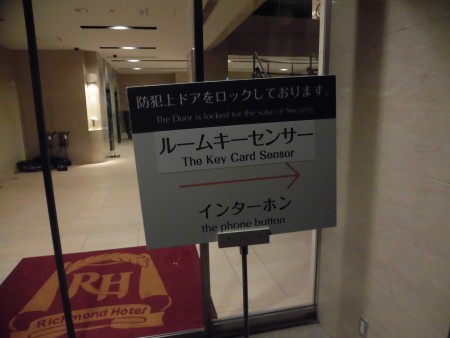 防犯上ドアをロックしております。
The Door is locked for the sake or Security
ルームキーセンサー
The Key Card Sensor
インターホン
the phone button
RH
Richmond Hotel